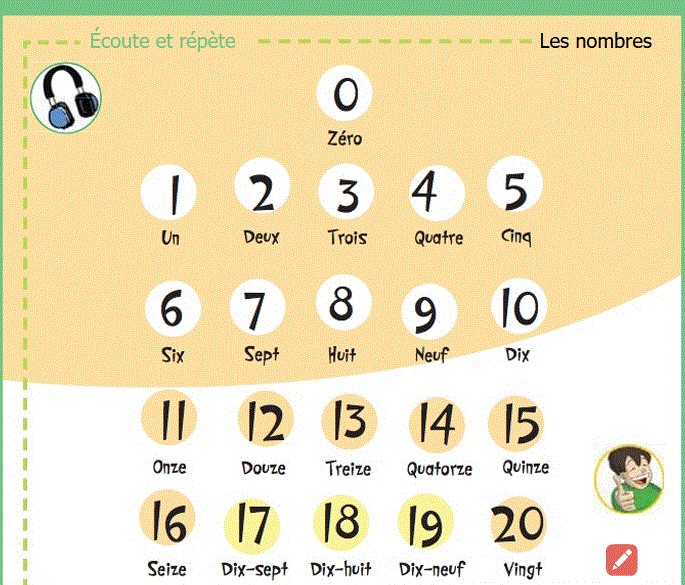 Écoute et répète Les nombres
0
Zéro
1 2 3 4 5
Un Deux Trois Quatre Cinq
6 7 8 9 10
Six Sept Huit Neuf Dix
11 12 13 14 15
Onze Douze Treize Quatorze Quinze
16 17 18 19 20
Seize Dix-sept Dix-huit Dix-neuf Vingt